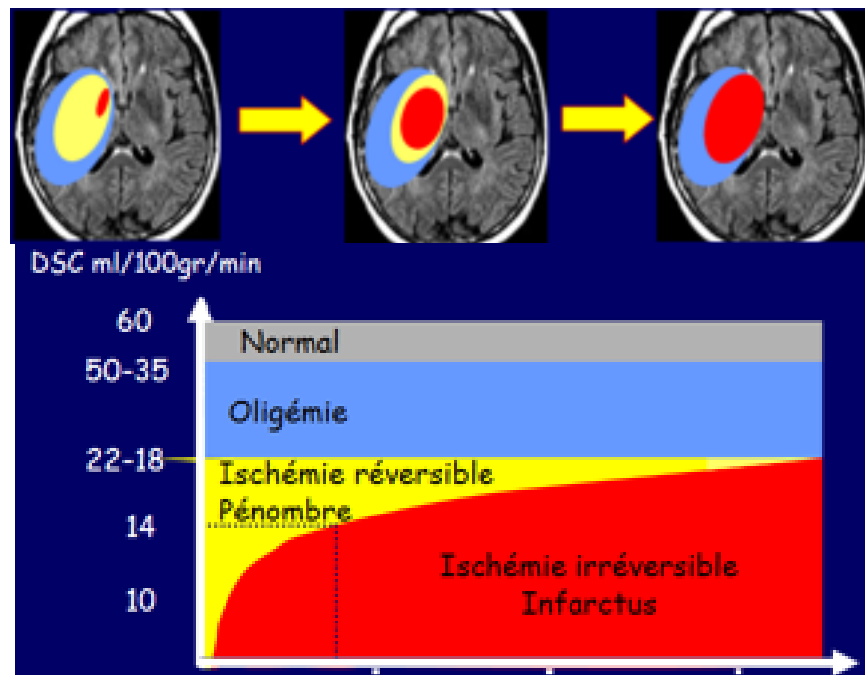 DSC ml/100gr/min
60
Normal
50-35
Oligémie
22-18
Ischémie réversible
Pénombre
14
Ischémie irréversible
10
Infarctus